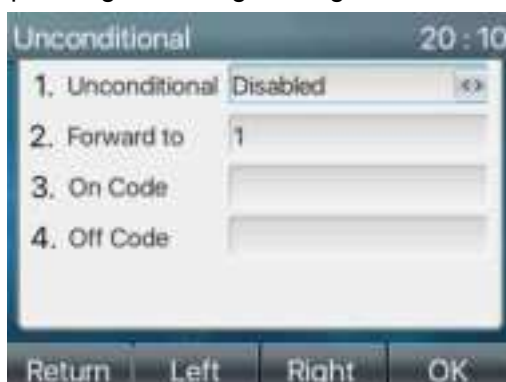 Unconditional 20:10
1. Unconditional Disabled <>
2. Forward to 1
3. On Code
4. Off Code
Return Left Right OK